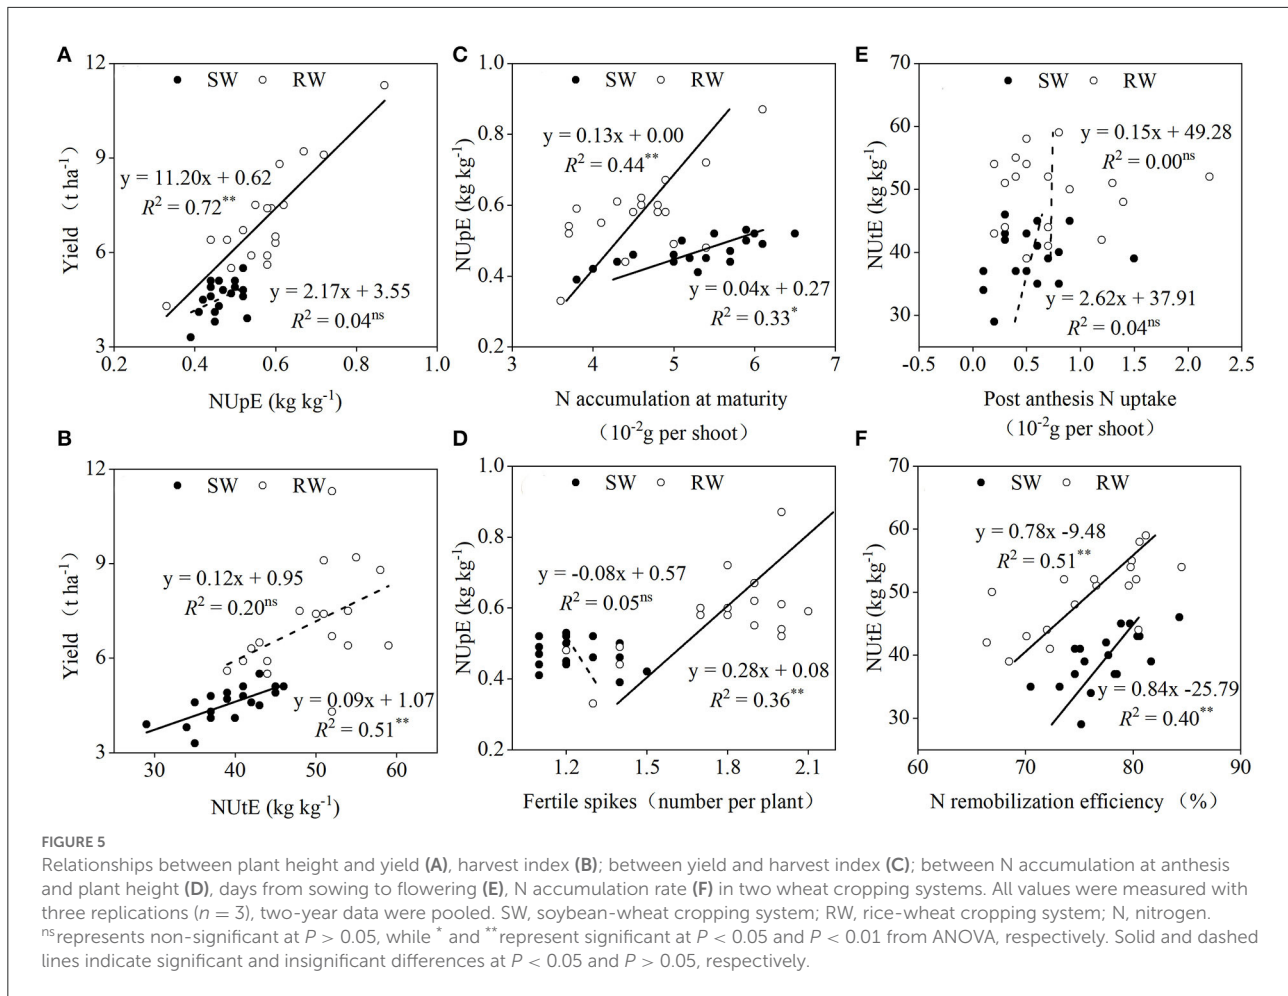 A
12
9
6
3
Yield (t ha⁻¹)
SW RW
y = 11.20x + 0.62
R² = 0.72**
y = 2.17x + 3.55
R² = 0.04ns
0.2 0.4 0.6 0.8 1.0
NUpE (kg kg⁻¹)
C
1.0
0.8
0.6
0.4
0.2
NUpE (kg kg⁻¹)
SW RW
y = 0.13x + 0.00
R² = 0.44**
y = 0.04x + 0.27
R² = 0.33*
3 4 5 6 7
N accumulation at maturity
(10⁻²g per shoot)
E
70
60
50
40
30
NUtE (kg kg⁻¹)
SW RW
y = 0.15x + 49.28
R² = 0.00ns
y = 2.62x + 37.91
R² = 0.04ns
-0.5 0.0 0.5 1.0 1.5 2.0 2.5
Post anthesis N uptake
(10⁻²g per shoot)
B
12
9
6
3
Yield (t ha⁻¹)
SW RW
y = 0.12x + 0.95
R² = 0.20ns
y = 0.09x + 1.07
R² = 0.51**
30 40 50 60
NUtE (kg kg⁻¹)
D
1.0
0.8
0.6
0.4
0.2
NUpE (kg kg⁻¹)
SW RW
y = -0.08x + 0.57
R² = 0.05ns
y = 0.28x + 0.08
R² = 0.36**
1.2 1.5 1.8 2.1
Fertile spikes (number per plant)
F
70
60
50
40
30
NUtE (kg kg⁻¹)
SW RW
y = 0.78x -9.48
R² = 0.51**
y = 0.84x -25.79
R² = 0.40**
60 70 80 90
N remobilization efficiency (%)
FIGURE 5
Relationships between plant height and yield (A), harvest index (B); between yield and harvest index (C); between N accumulation at anthesis
and plant height (D), days from sowing to flowering (E), N accumulation rate (F) in two wheat cropping systems. All values were measured with
three replications (n = 3), two-year data were pooled. SW, soybean-wheat cropping system; RW, rice-wheat cropping system; N, nitrogen.
ns represents non-significant at P > 0.05, while * and ** represent significant at P < 0.05 and P < 0.01 from ANOVA, respectively. Solid and dashed
lines indicate significant and insignificant differences at P < 0.05 and P > 0.05, respectively.